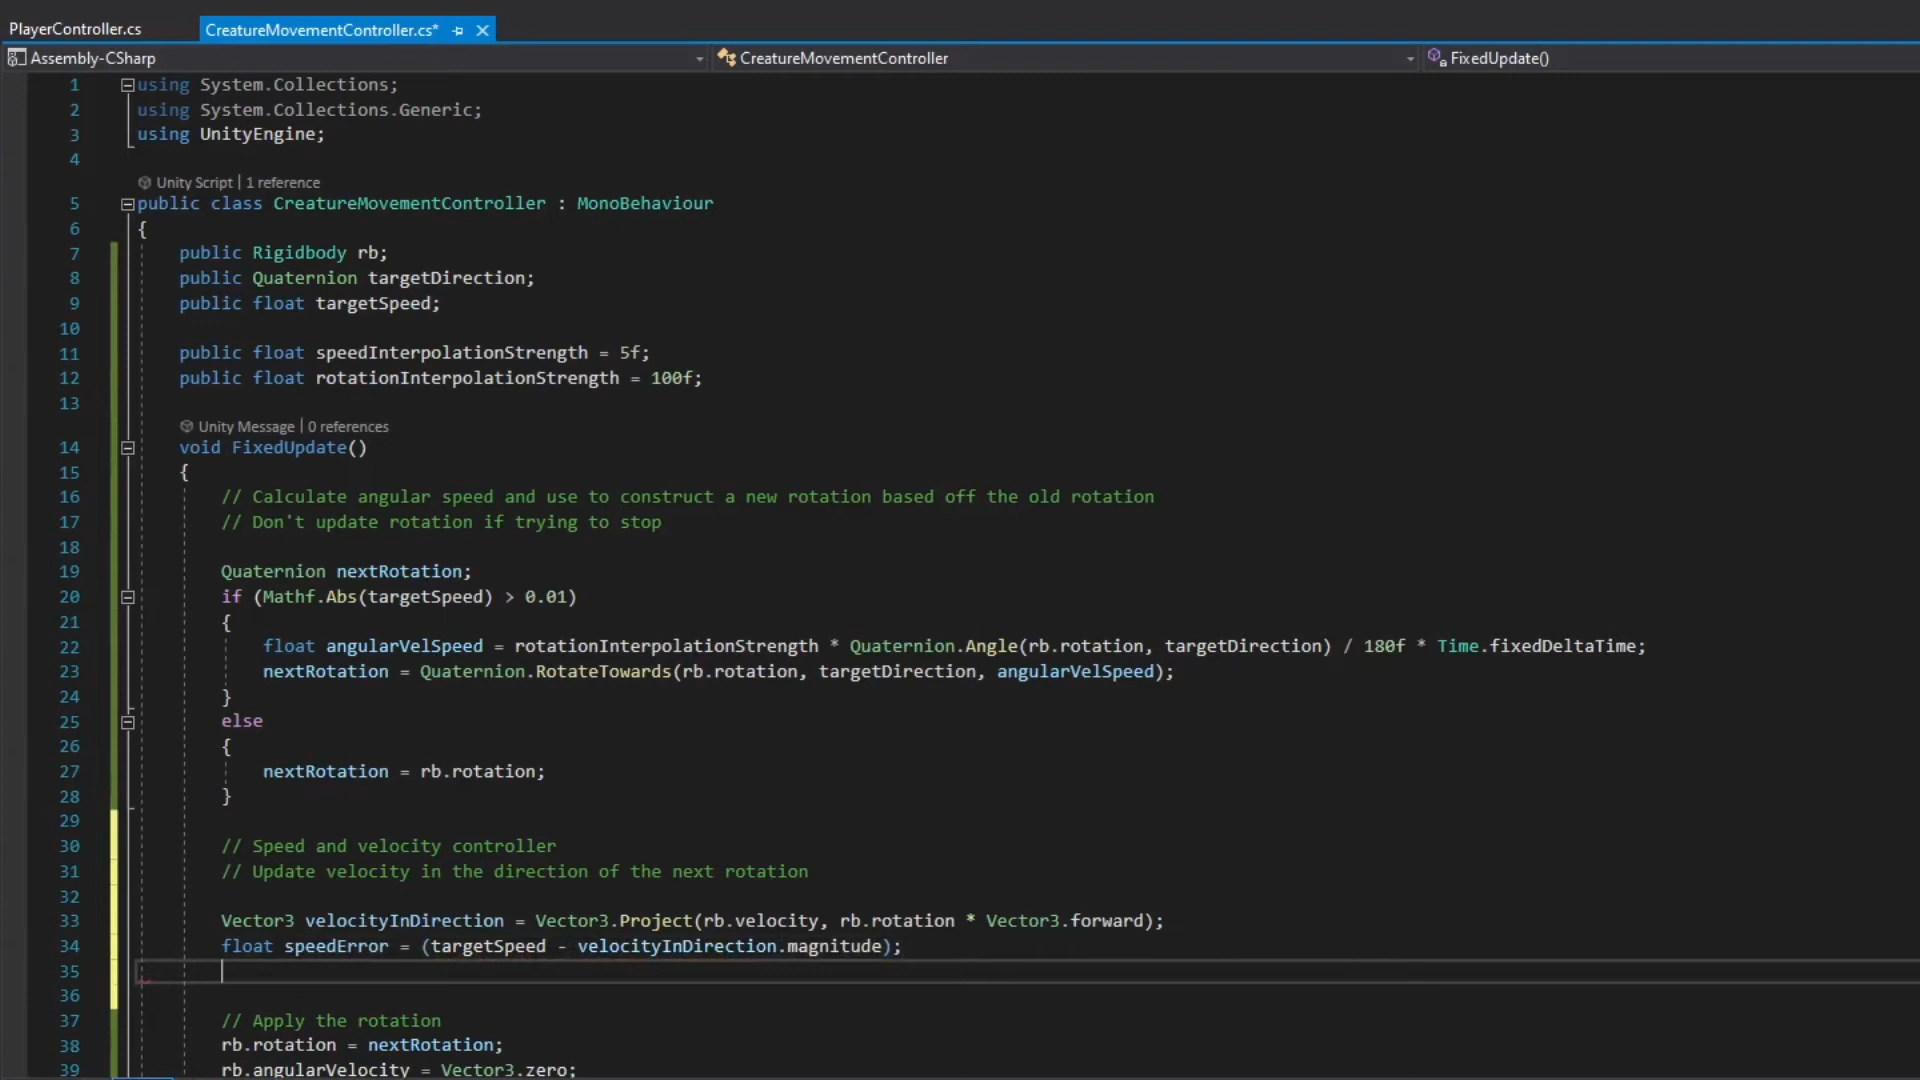 PlayerController.cs
CreatureMovementController.cs*
Assembly-CSharp
CreatureMovementController
FixedUpdate()
1 using System.Collections;
2 using System.Collections.Generic;
3 using UnityEngine;
4
Unity Script | 1 reference
5 public class CreatureMovementController : MonoBehaviour
6 {
7 public Rigidbody rb;
8 public Quaternion targetDirection;
9 public float targetSpeed;
10
11 public float speedInterpolationStrength = 5f;
12 public float rotationInterpolationStrength = 100f;
13
Unity Message | 0 references
14 void FixedUpdate()
15 {
16 // Calculate angular speed and use to construct a new rotation based off the old rotation
17 // Don't update rotation if trying to stop
18
19 Quaternion nextRotation;
20 if (Mathf.Abs(targetSpeed) > 0.01)
21 {
22 float angularVelSpeed = rotationInterpolationStrength * Quaternion.Angle(rb.rotation, targetDirection) / 180f * Time.fixedDeltaTime;
23 nextRotation = Quaternion.RotateTowards(rb.rotation, targetDirection, angularVelSpeed);
24 }
25 else
26 {
27 nextRotation = rb.rotation;
28 }
29
30 // Speed and velocity controller
31 // Update velocity in the direction of the next rotation
32
33 Vector3 velocityInDirection = Vector3.Project(rb.velocity, rb.rotation * Vector3.forward);
34 float speedError = (targetSpeed - velocityInDirection.magnitude);
35
36
37 // Apply the rotation
38 rb.rotation = nextRotation;
39 rb.angularVelocity = Vector3.zero;